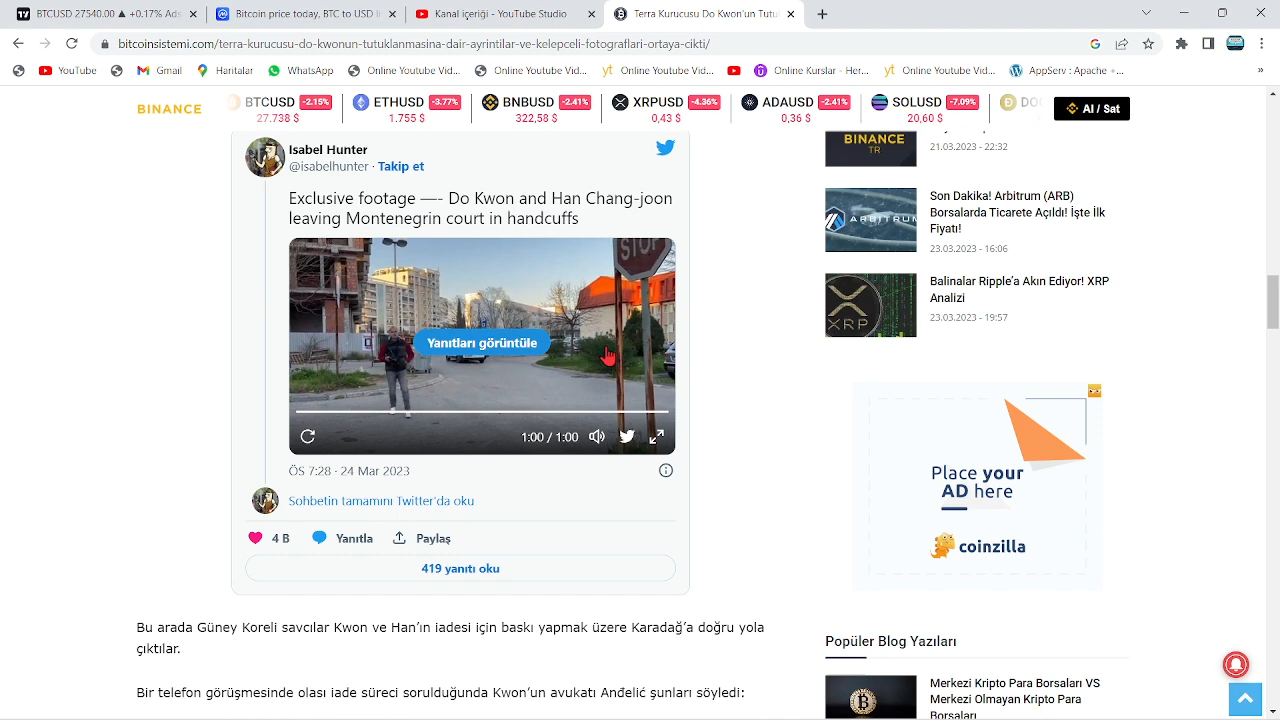 BTCUSD 27540.00 ▲ +0.17% Ads
Bitcoin price today, BTC to USD li
Kanal İçeriği - YouTube Studio
Terra Kurucusu Do Kwon'un Tutu
bitcoinsistemi.com/terra-kurucusu-do-kwonun-tutuklanmasina-dair-ayrintilar-ve-kelepceli-fotograflari-ortaya-cikti/
YouTube
Gmail
Haritalar
WhatsApp
Online Youtube Vid...
Online Youtube Vid...
Online Youtube Vid...
Online Kurslar - Her...
Online Youtube Vid...
AppServ : Apache +...
»
BINANCE
BTCUSD -2.15%
27.738 $
ETHUSD -3.77%
1.755 $
BNBUSD -2.41%
322,58 $
XRPUSD -4.36%
0,43 $
ADAUSD -2.41%
0,36 $
SOLUSD -7.09%
20,60 $
DO
Al / Sat
Isabel Hunter
@isabelhunter · Takip et
Exclusive footage —- Do Kwon and Han Chang-joon
leaving Montenegrin court in handcuffs
STOP
Yanıtları görüntüle
1:00 / 1:00
ÖS 7:28 · 24 Mar 2023
Sohbetin tamamını Twitter'da oku
4 B
Yanıtla
Paylaş
419 yanıtı oku
Bu arada Güney Koreli savcılar Kwon ve Han'ın iadesi için baskı yapmak üzere Karadağ'a doğru yola
çıktılar.
Bir telefon görüşmesinde olası iade süreci sorulduğunda Kwon'un avukatı Anđelić şunları söyledi:
BINANCE
TR
21.03.2023 - 22:32
ARBITRUM
Son Dakika! Arbitrum (ARB)
Borsalarda Ticarete Açıldı! İşte İlk
Fiyatı!
23.03.2023 - 16:06
XRP
Balinalar Ripple'a Akın Ediyor! XRP
Analizi
23.03.2023 - 19:57
Place your
AD here
coinzilla
Popüler Blog Yazıları
Merkezi Kripto Para Borsaları VS
Merkezi Olmayan Kripto Para
Borsaları